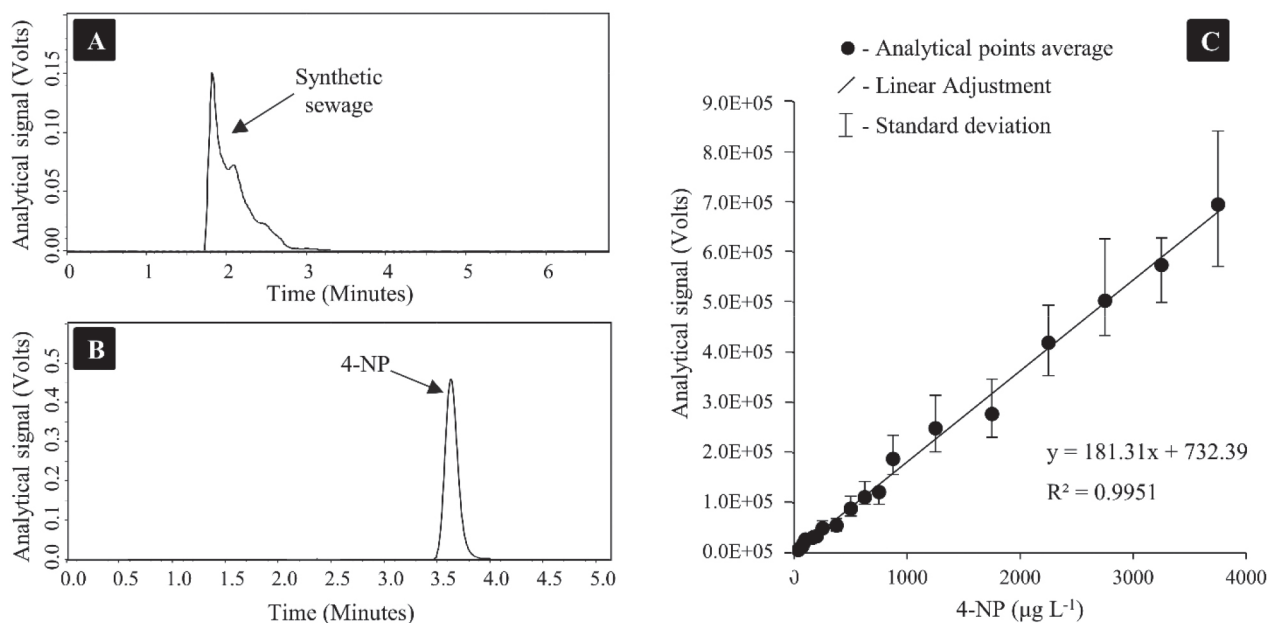 A
Analytical signal (Volts)
0.15
0.10
0.05
0.00
Synthetic
sewage
0 1 2 3 4 5 6
Time (Minutes)
B
Analytical signal (Volts)
0.5
0.4
0.3
0.2
0.1
0.0
4-NP
0.0 0.5 1.0 1.5 2.0 2.5 3.0 3.5 4.0 4.5 5.0
Time (Minutes)
C
- Analytical points average
- Linear Adjustment
- Standard deviation
Analytical signal (Volts)
9.0E+05
8.0E+05
7.0E+05
6.0E+05
5.0E+05
4.0E+05
3.0E+05
2.0E+05
1.0E+05
0.0E+05
y = 181.31x + 732.39
R² = 0.9951
0 1000 2000 3000 4000
4-NP (µg L⁻¹)